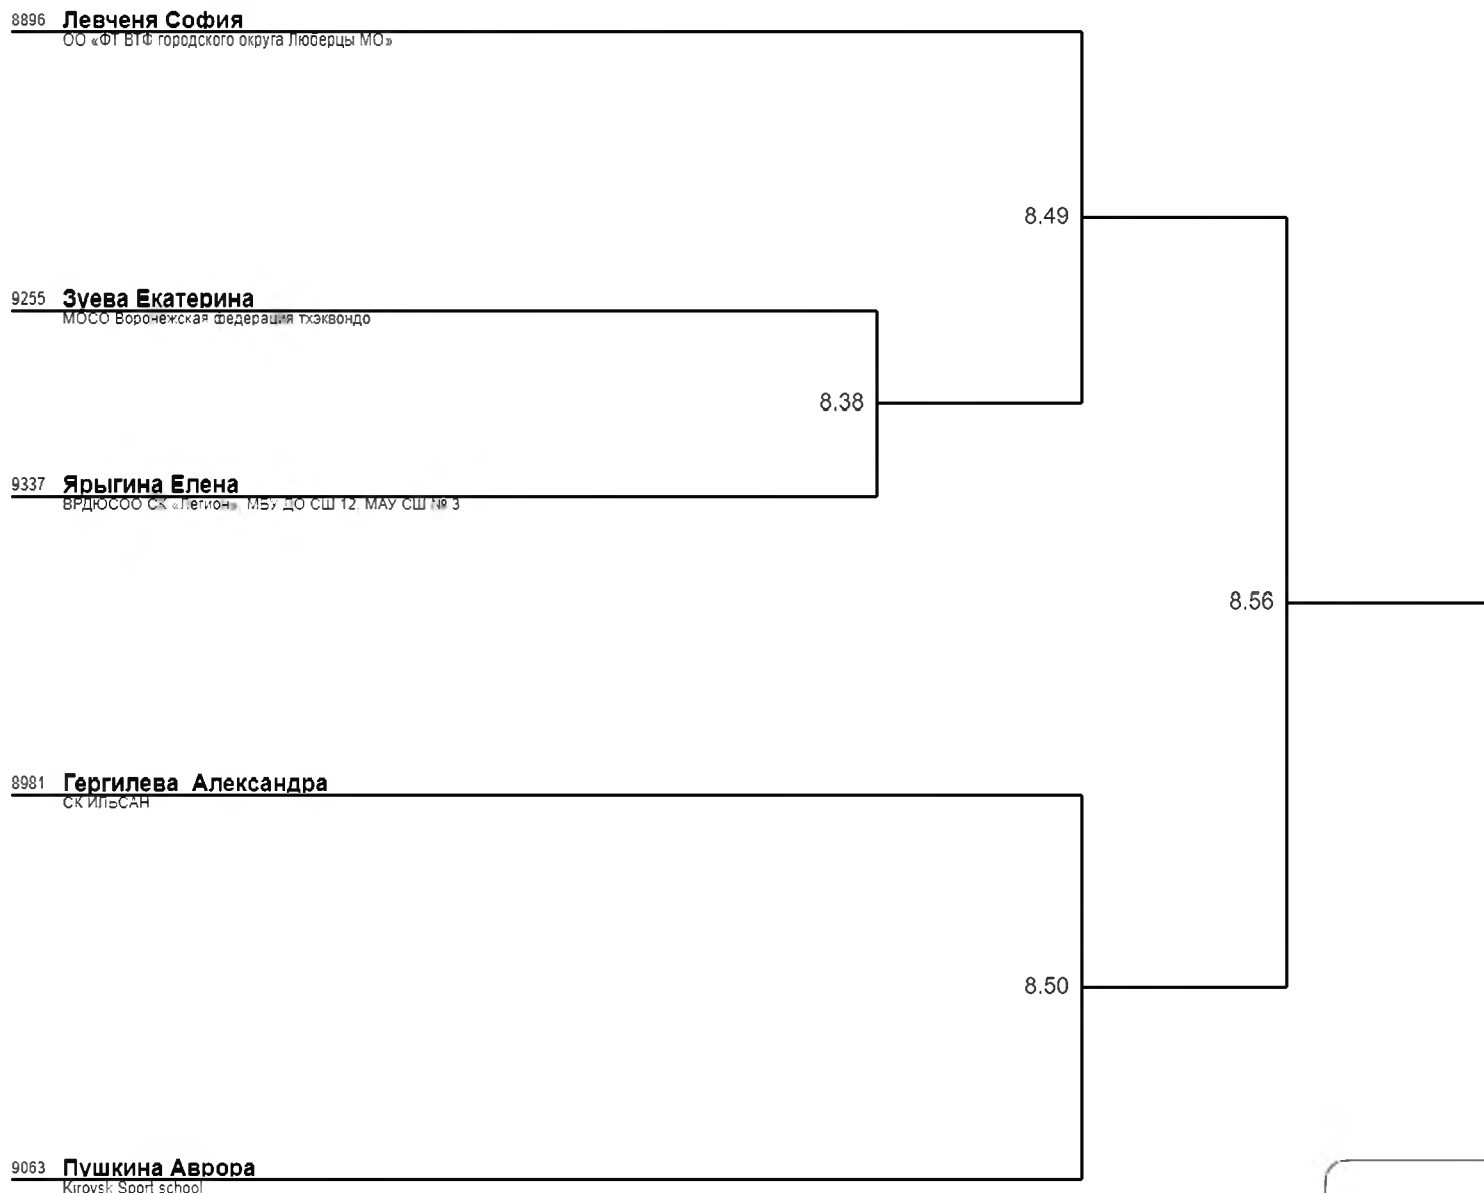 8896 Левченя София
ОО «ФТ ВТФ городского округа Люберцы МО»
8.49
9255 Зуева Екатерина
МОСО Воронежская федерация тхэквондо
8.38
9337 Ярыгина Елена
ВРДЮСОО СК «Легион», МБУ ДО СШ 12, МАУ СШ № 3
8.56
8981 Гергилева Александра
СК ИЛЬСАН
8.50
9063 Пушкина Аврора
Kirovsk Sport school